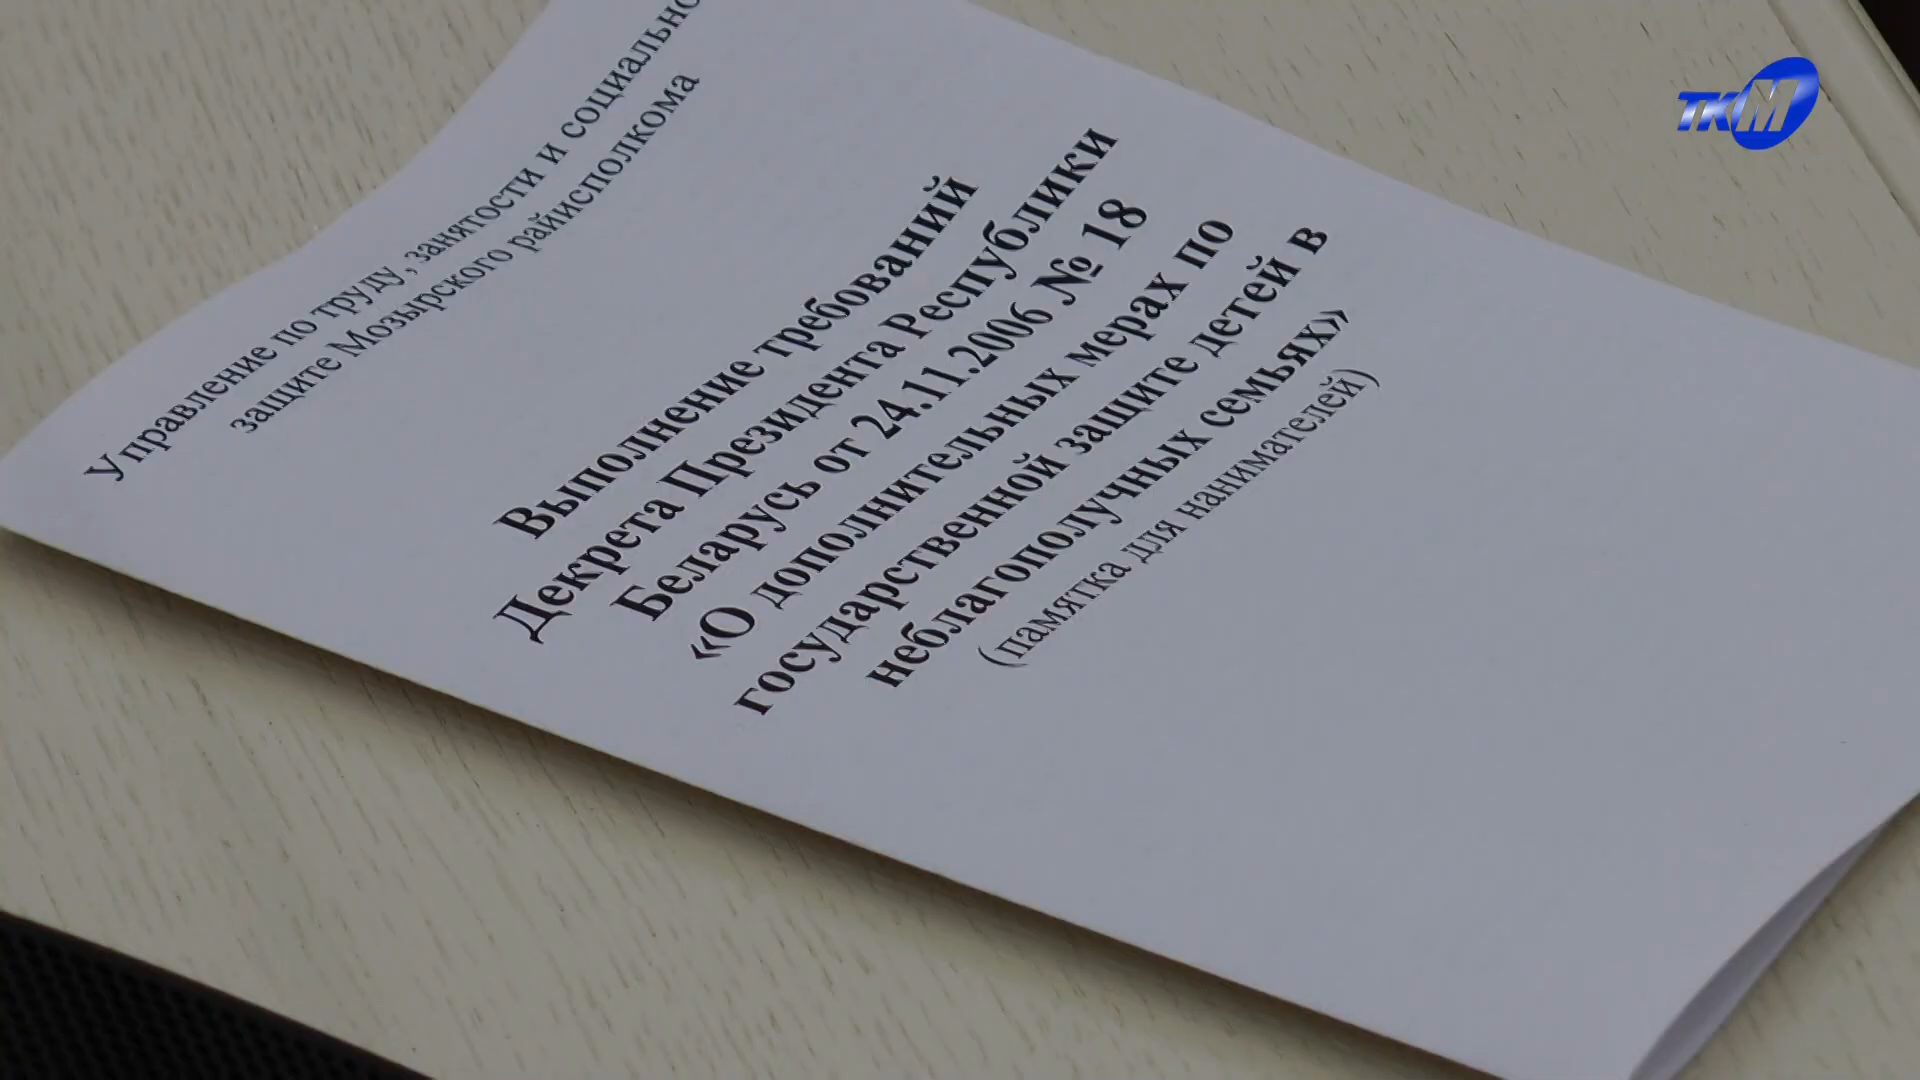 Управление по труду, занятости и
защите Мозырского райисполкома
Выполнение требований
Декрета Президента Республики
Беларусь от 24.11.2006 № 18
«О дополнительных мерах по
государственной защите детей в
неблагополучных семьях»
(памятка для нанимателей)
ТКМ